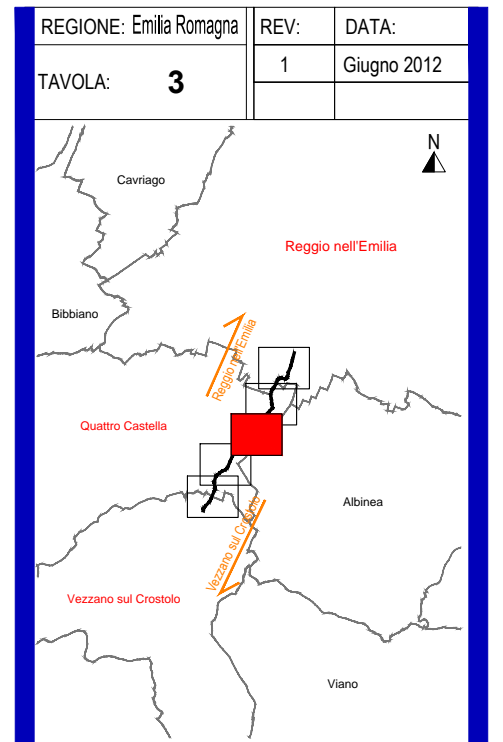 REGIONE: Emilia Romagna REV: DATA:
TAVOLA: 3 1 Giugno 2012
N
Cavriago
Reggio nell'Emilia
Bibbiano
Reggio nell'Emilia
Quattro Castella
Albinea
Vezzano sul Crostolo
Vezzano sul Crostolo
Viano